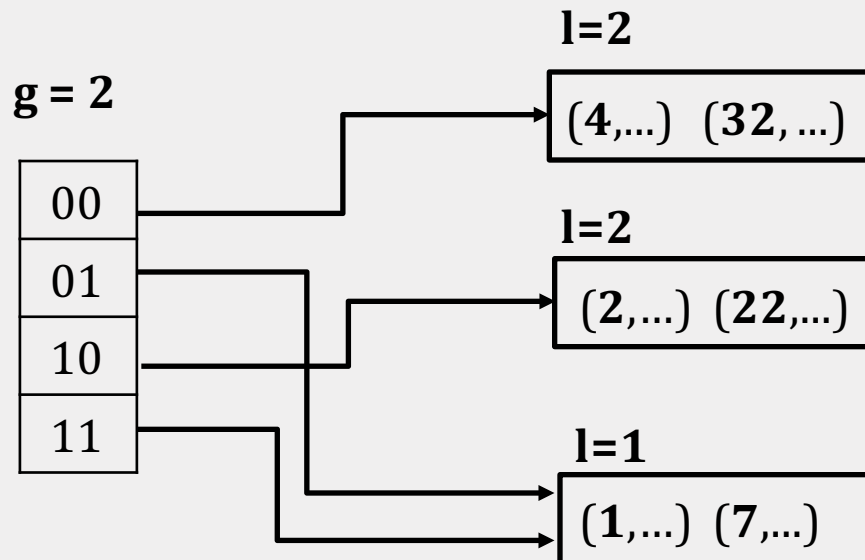 g = 2
00
01
10
11
l=2
(4,...) (32, ...)
l=2
(2,...) (22,...)
l=1
(1,...) (7,...)